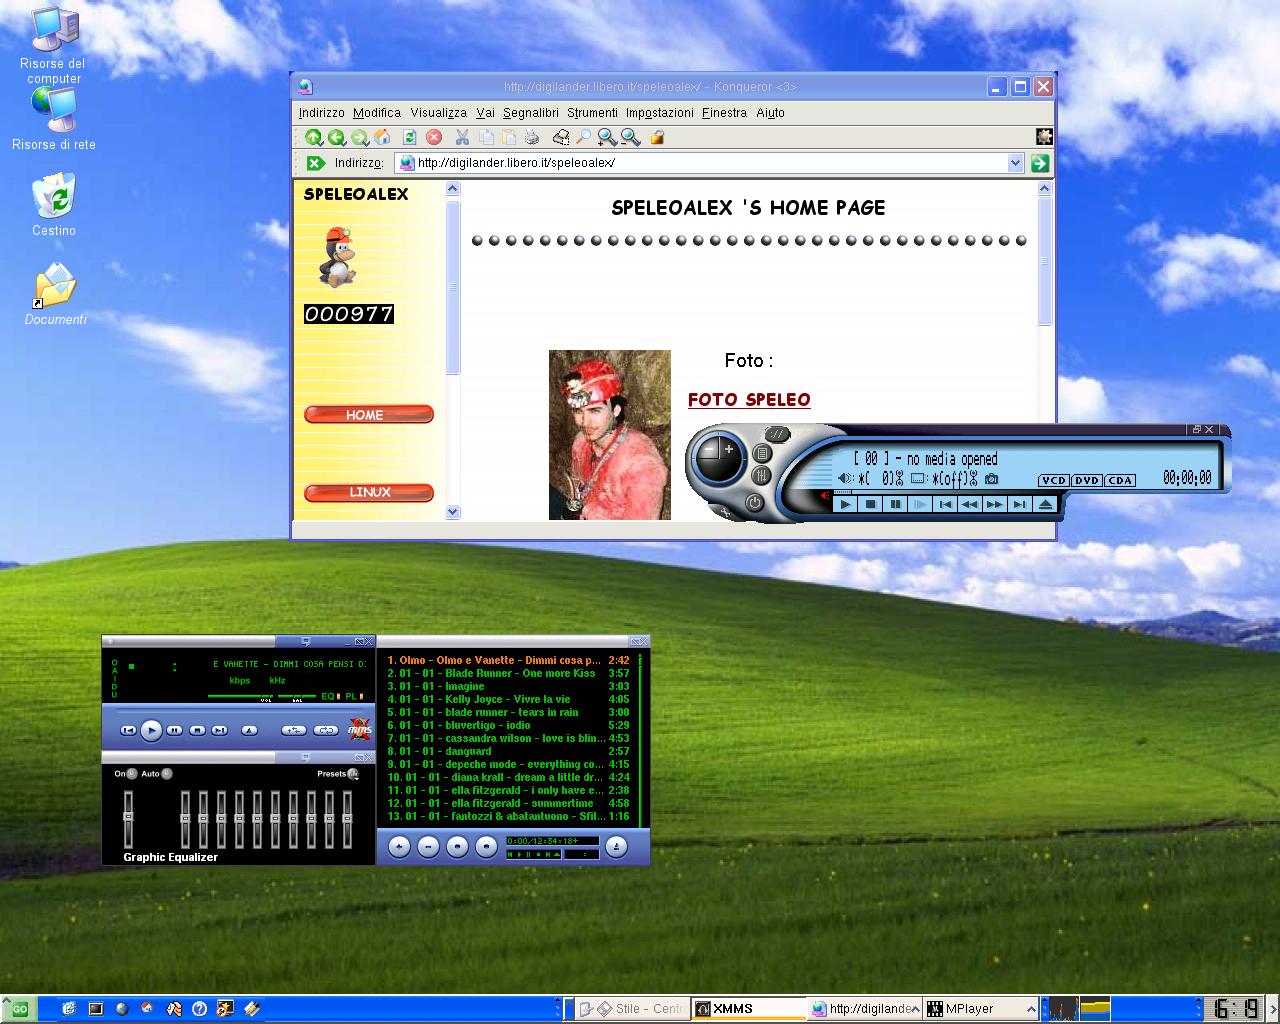 Risorse del
computer
Risorse di rete
Cestino
Documenti
http://digilander.libero.it/speleoalex/ - Konqueror <3>
Indirizzo Modifica Visualizza Vai Segnalibri Strumenti Impostazioni Finestra Aiuto
Indirizzo: http://digilander.libero.it/speleoalex/
SPELEOALEX
000977
HOME
LINUX
SPELEOALEX 'S HOME PAGE
Foto :
FOTO SPELEO
[ 00 ] - no media opened
*( 0)% *(off)%
VCD DVD CDA
00:00:00
E VANETTE - DIMMI COSA PENSI D
kbps kHz
VOL BAL
EQ PL
MMS
On Auto Presets
Graphic Equalizer
1. Olmo - Olmo e Vanette - Dimmi cosa p... 2:42
2. 01 - 01 - Blade Runner - One more Kiss 3:57
3. 01 - 01 - Imagine 3:03
4. 01 - 01 - Kelly Joyce - Vivre la vie 4:05
5. 01 - 01 - blade runner - tears in rain 3:00
6. 01 - 01 - bluvertigo - iodio 5:29
7. 01 - 01 - cassandra wilson - love is blin... 4:53
8. 01 - 01 - danguard 2:57
9. 01 - 01 - depeche mode - everything co... 4:15
10. 01 - 01 - diana krall - dream a little dr... 4:24
11. 01 - 01 - ella fitzgerald - i only have e... 2:38
12. 01 - 01 - ella fitzgerald - summertime 4:58
13. 01 - 01 - fantozzi & abatantuono - Sfil... 1:16
0:00/12:34:18+
GO
Stile - Centr
XMMS
http://digilande
MPlayer
16:19